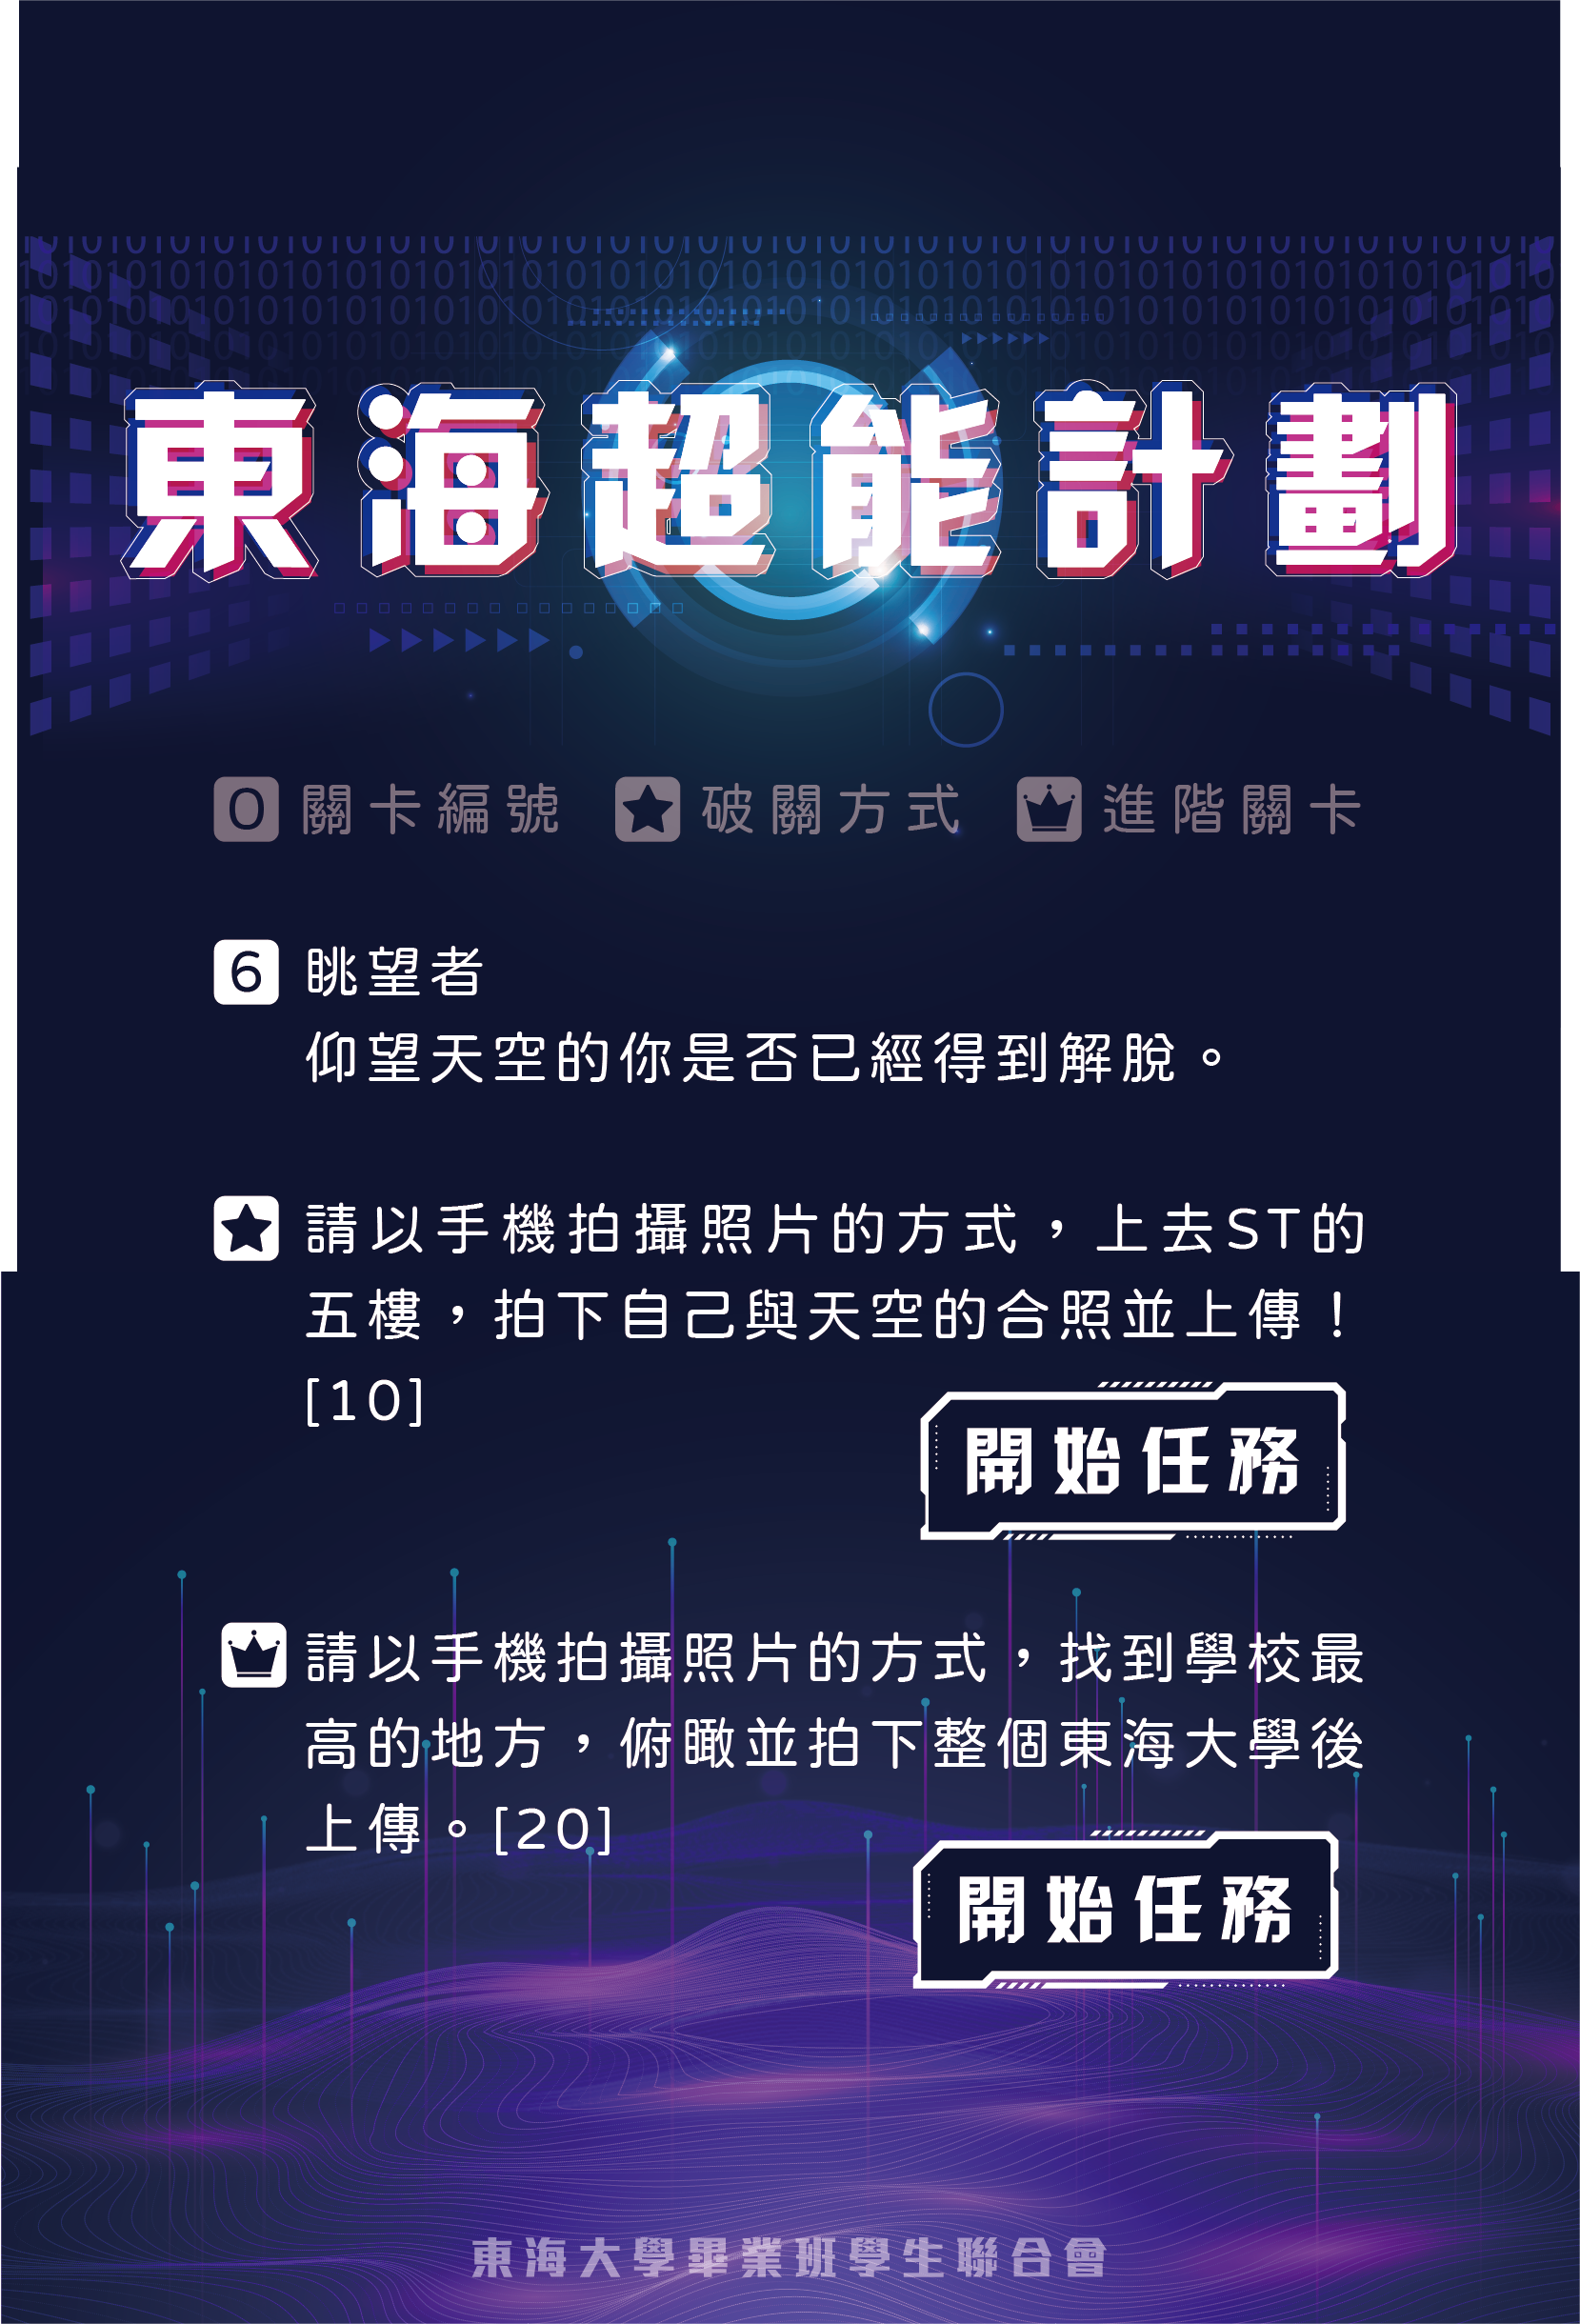 東海超能計劃
0 關卡編號 破關方式 進階關卡
6 眺望者
仰望天空的你是否已經得到解脫。
請以手機拍攝照片的方式，上去ST的
五樓，拍下自己與天空的合照並上傳！
[10]
開始任務
請以手機拍攝照片的方式，找到學校最
高的地方，俯瞰並拍下整個東海大學後
上傳。[20]
開始任務
東海大學畢業班學生聯合會